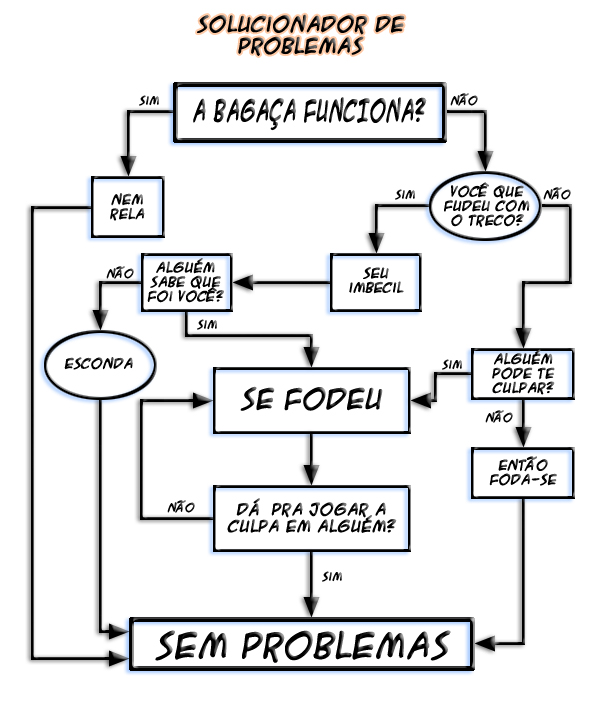 SOLUCIONADOR DE
PROBLEMAS
SIM
A BAGAÇA FUNCIONA?
NÃO
NEM
RELA
SIM
VOCÊ QUE
FUDEU COM
O TRECO?
NÃO
NÃO
ALGUÉM
SABE QUE
FOI VOCÊ?
SEU
IMBECIL
SIM
ESCONDA
SE FODEU
SIM
ALGUÉM
PODE TE
CULPAR?
NÃO
ENTÃO
FODA-SE
NÃO
DÁ PRA JOGAR A
CULPA EM ALGUÉM?
SIM
SEM PROBLEMAS